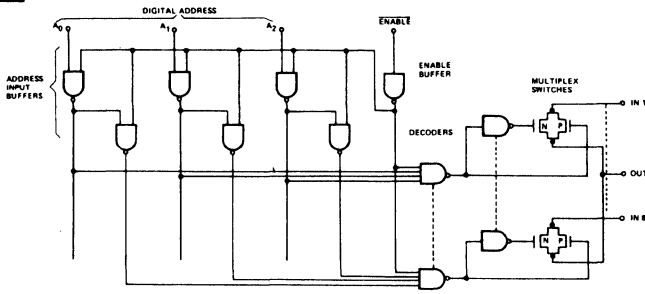 DIGITAL ADDRESS
A0
A1
A2
ENABLE
ADDRESS
INPUT
BUFFERS
ENABLE
BUFFER
DECODERS
MULTIPLEX
SWITCHES
N P
IN 1
OUT
N P
IN 8